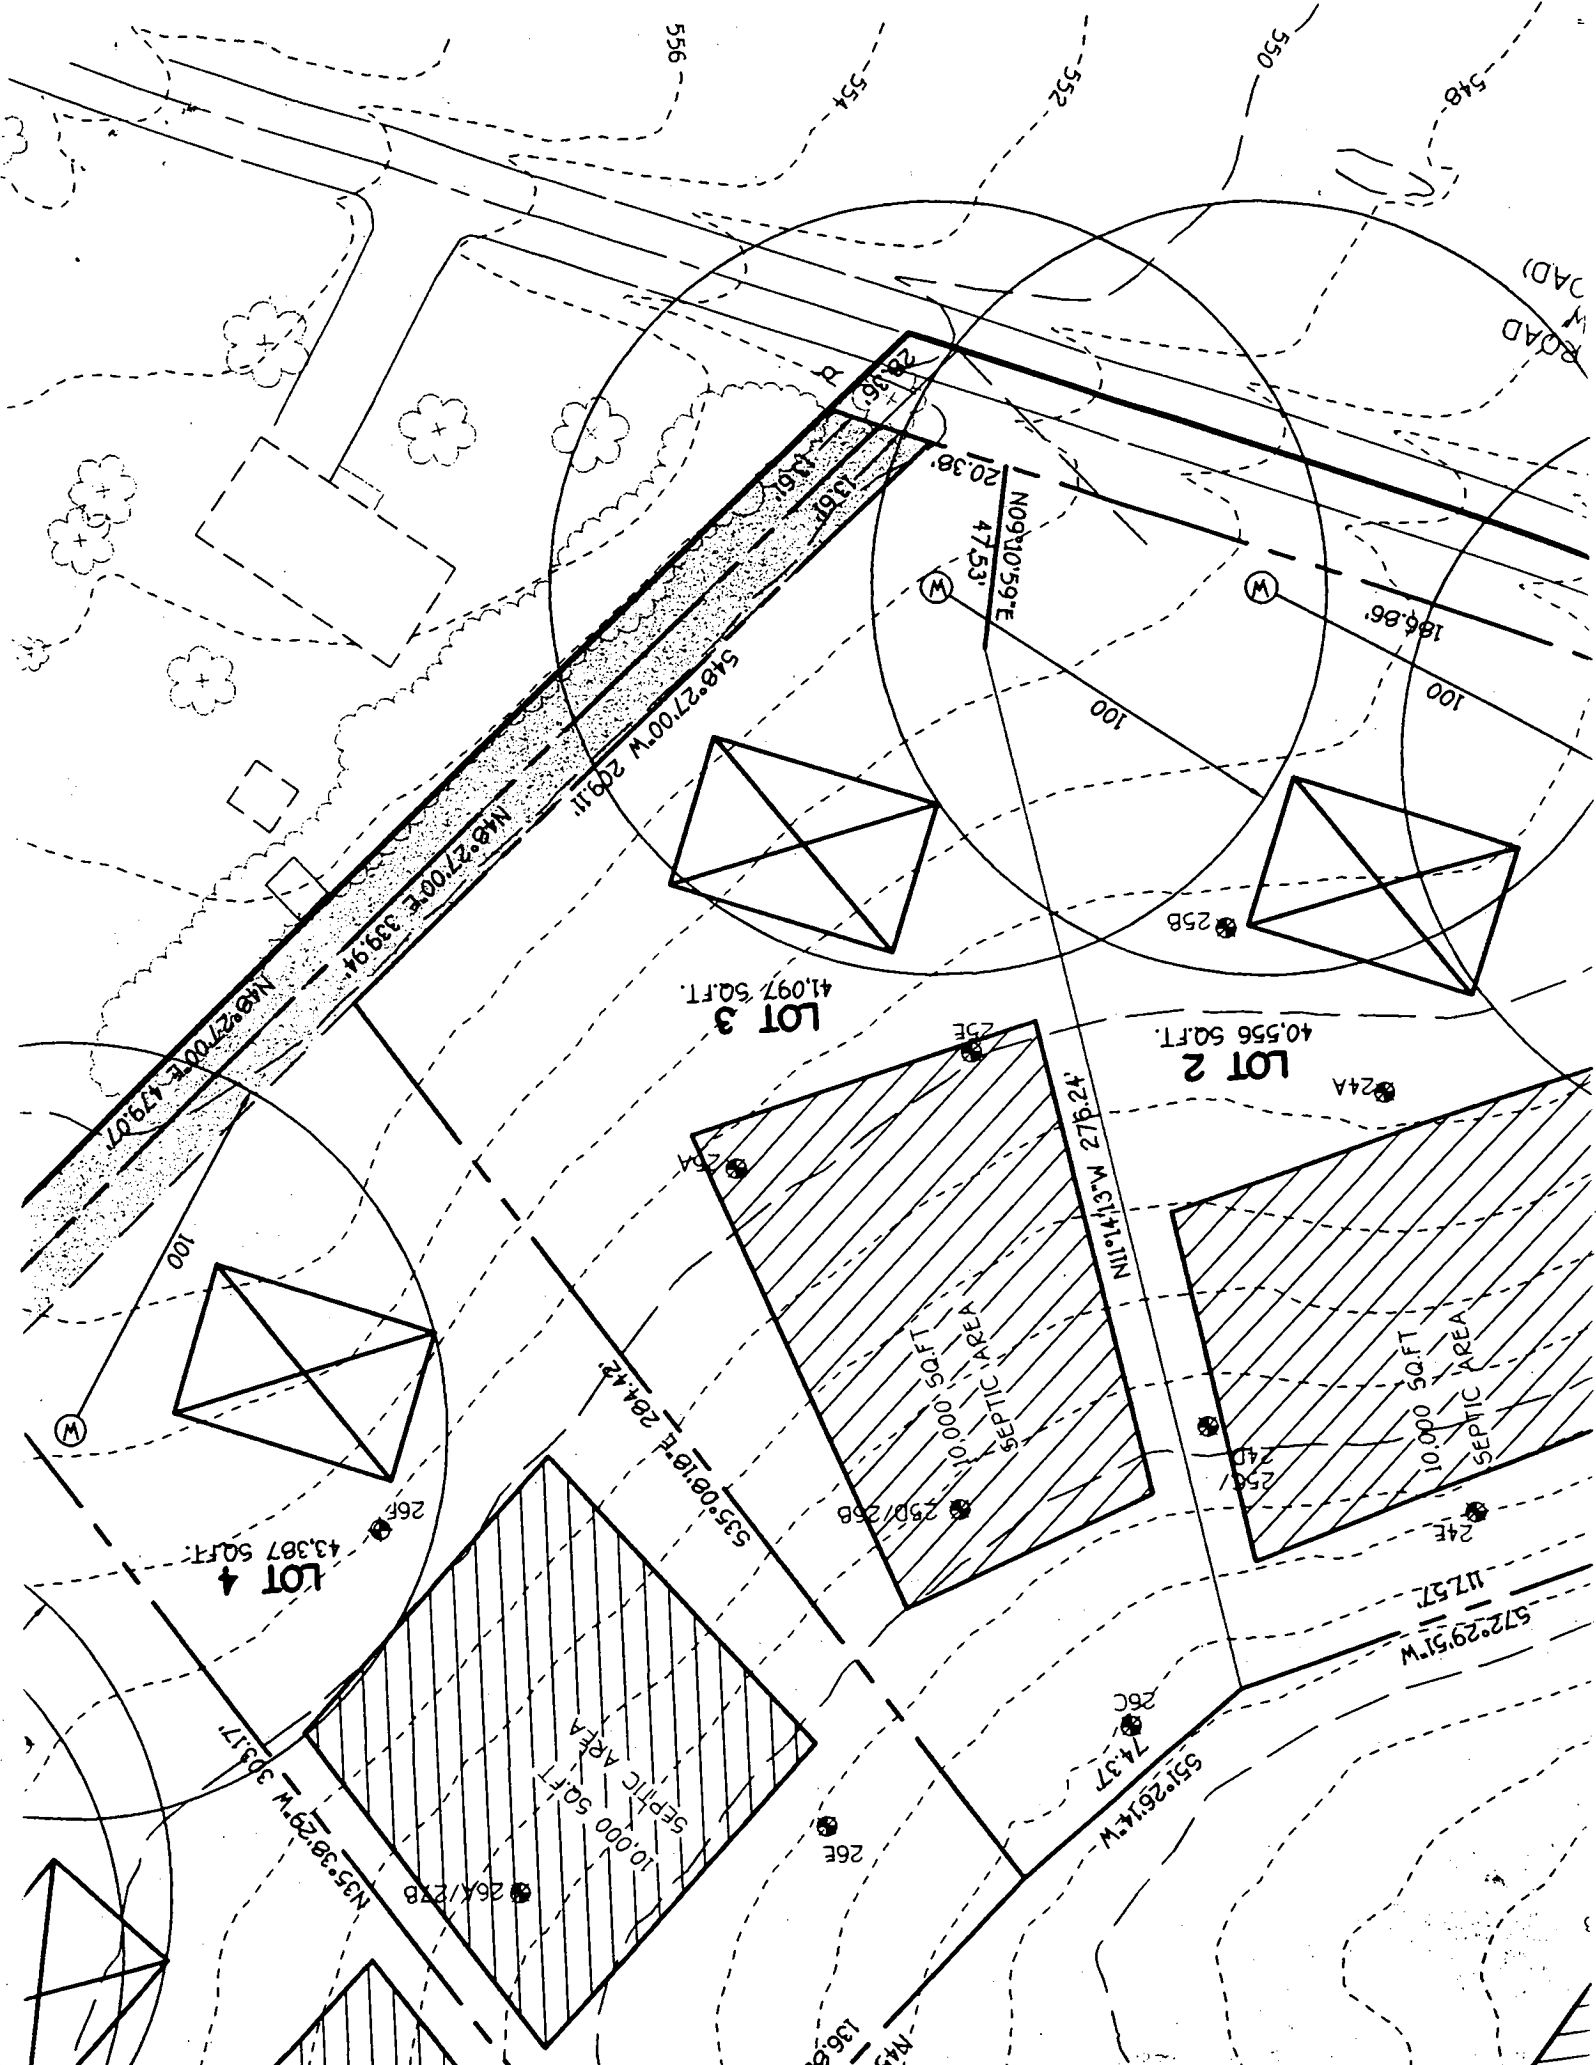 556
554
552
550
548
ROAD
28.36'
20.38'
13.61'
13.61'
N09°10'59"E
47.53'
W
W
186.86'
100
100
S48°27'00"W 209.11'
N48°27'00"E 339.94'
N48°27'00"E 479.07'
25B
LOT 3
41,097 SQ.FT.
LOT 2
40,556 SQ.FT.
25E
24A
N11°14'13"W 275.24'
100
W
10,000 SQ.FT
SEPTIC AREA
10,000 SQ.FT
SEPTIC AREA
S35°08'18"E 284.42'
25D/26B
24D
24E
26F
LOT 4
43,387 SQ.FT.
117.57'
S72°29'51"W
26C
74.37'
S51°26'14"W
N35°38'29"W 303.17'
10,000 SQ.FT
SEPTIC AREA
26E
26A/27B